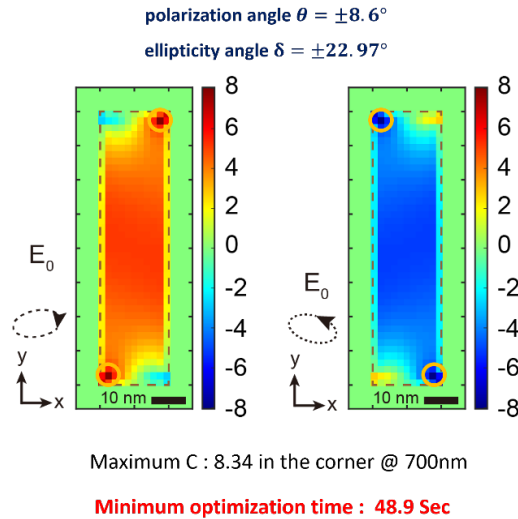 polarization angle θ = ±8.6°
ellipticity angle δ = ±22.97°
8
6
4
2
0
-2
-4
-6
-8
E0
y
x
10 nm
8
6
4
2
0
-2
-4
-6
-8
E0
y
x
10 nm
Maximum C : 8.34 in the corner @ 700nm
Minimum optimization time : 48.9 Sec